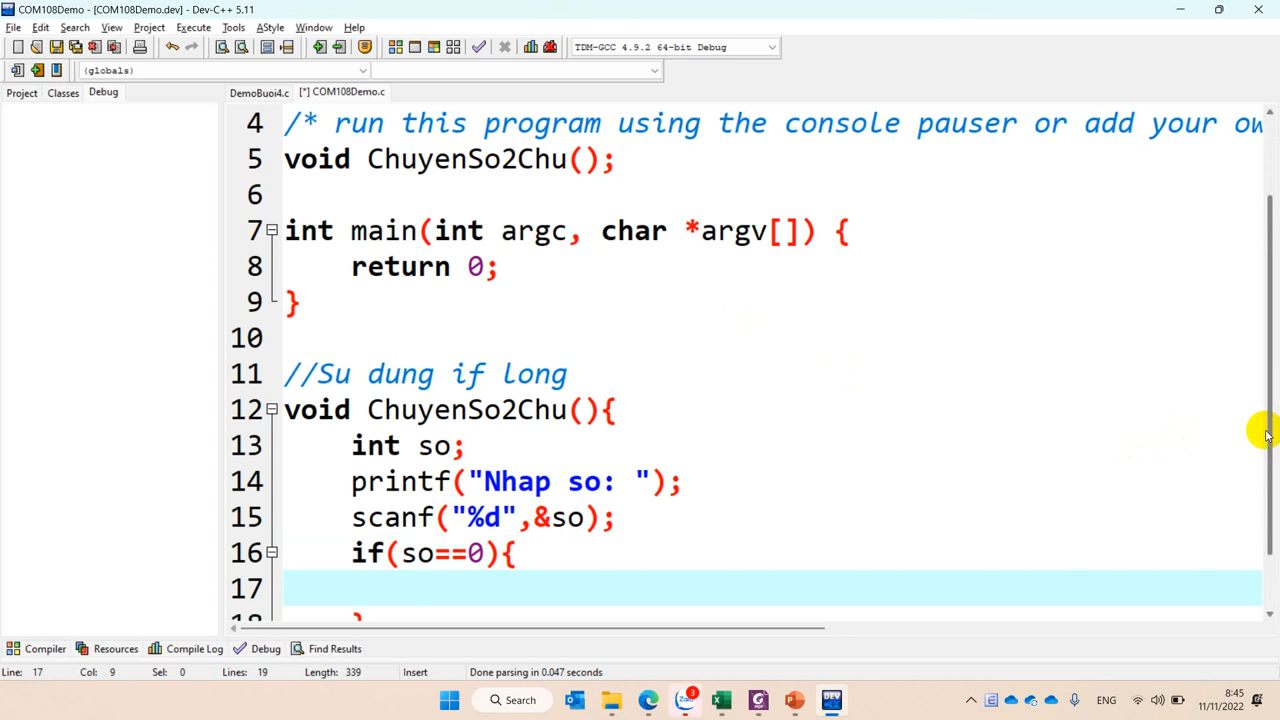 COM108Demo - [COM108Demo.dev] - Dev-C++ 5.11
File Edit Search View Project Execute Tools AStyle Window Help
TDM-GCC 4.9.2 64-bit Debug
(globals)
Project Classes Debug
DemoBuoi4.c [*] COM108Demo.c
4 /* run this program using the console pauser or add your ow
5 void ChuyenSo2Chu();
6
7 int main(int argc, char *argv[]) {
8 return 0;
9 }
10
11 //Su dung if long
12 void ChuyenSo2Chu(){
13 int so;
14 printf("Nhap so: ");
15 scanf("%d",&so);
16 if(so==0){
17
18 }
Compiler Resources Compile Log Debug Find Results
Line: 17 Col: 9 Sel: 0 Lines: 19 Length: 339 Insert Done parsing in 0.047 seconds
Search
3
Zalo
DEV
ENG
8:45
11/11/2022